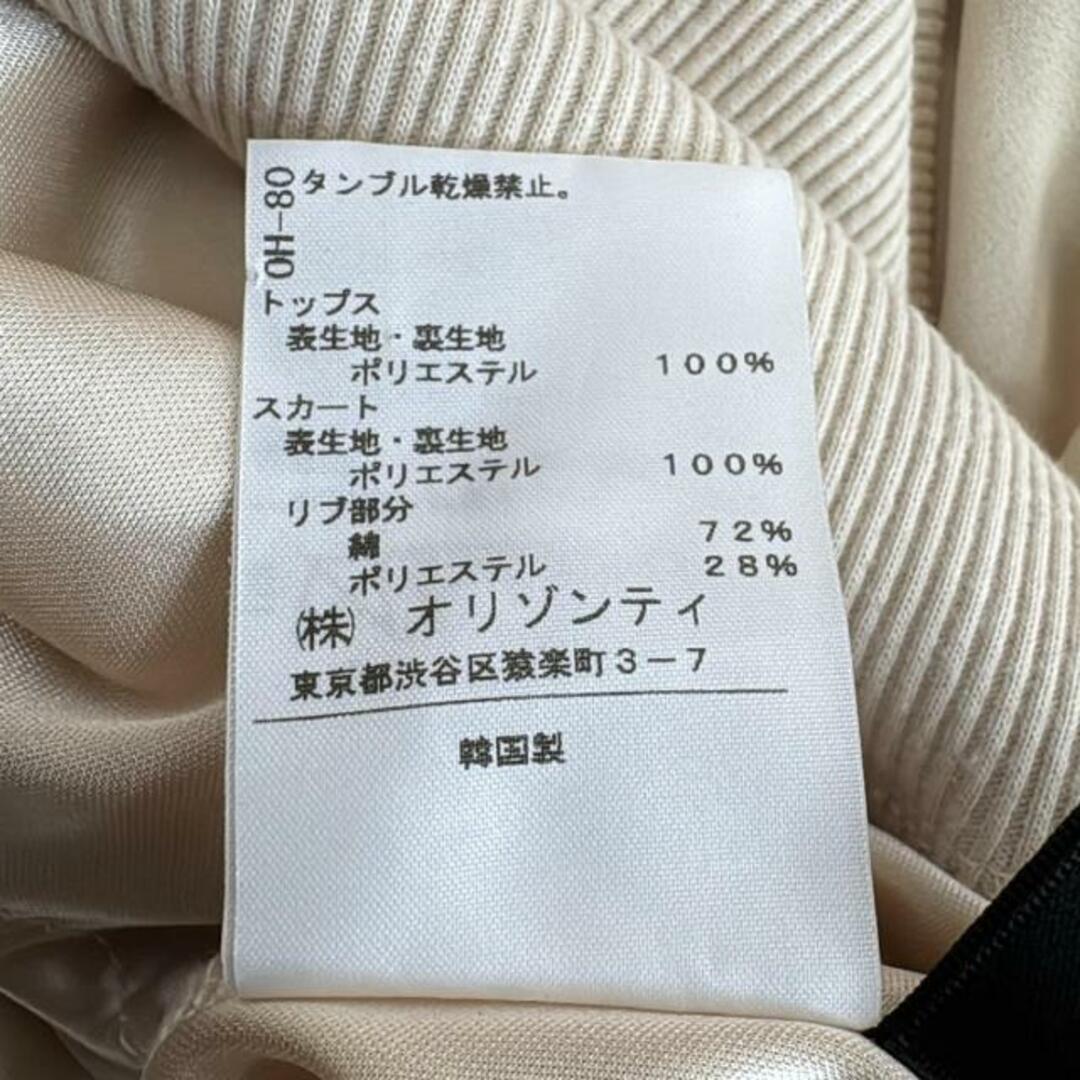 OH-80
タンブル乾燥禁止。
トップス
表生地・裏生地
ポリエステル 100%
スカート
表生地・裏生地
ポリエステル 100%
リブ部分
綿 72%
ポリエステル 28%
㈱ オリゾンティ
東京都渋谷区猿楽町3-7
韓国製